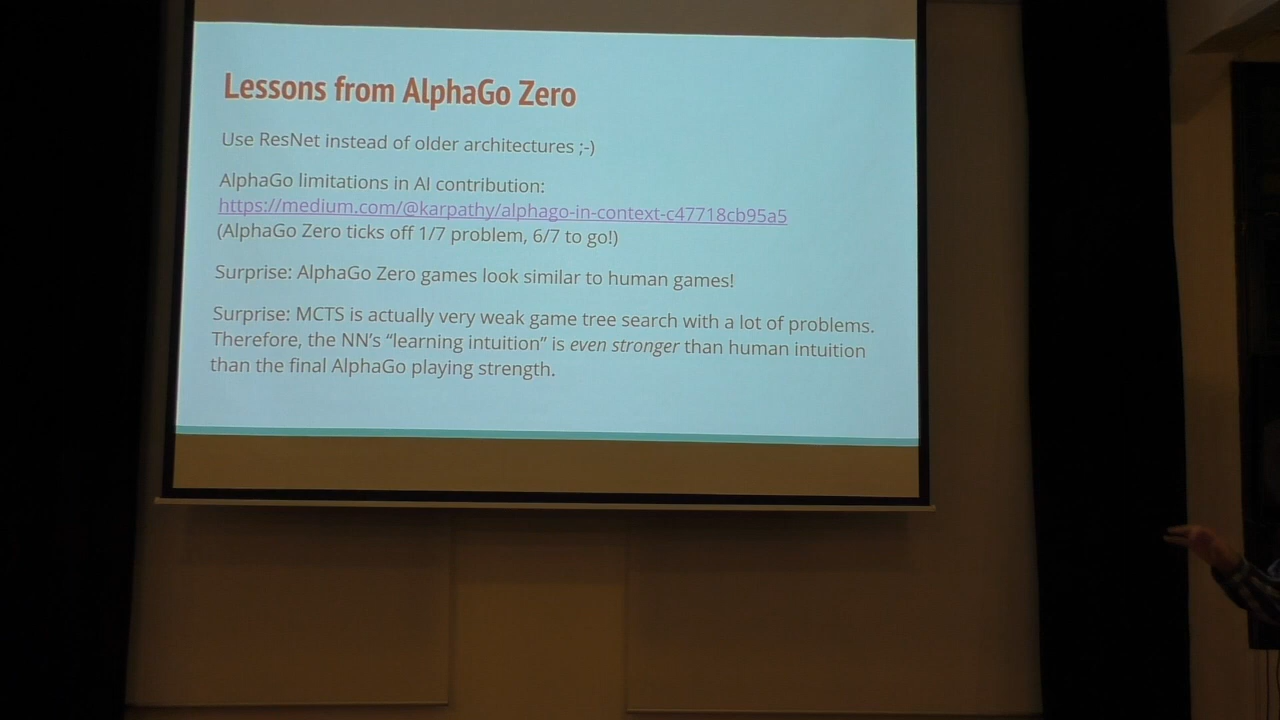 Lessons from AlphaGo Zero
Use ResNet instead of older architectures ;-)
AlphaGo limitations in AI contribution:
https://medium.com/@karpathy/alphago-in-context-c47718cb95a5
(AlphaGo Zero ticks off 1/7 problem, 6/7 to go!)
Surprise: AlphaGo Zero games look similar to human games!
Surprise: MCTS is actually very weak game tree search with a lot of problems.
Therefore, the NN's “learning intuition” is even stronger than human intuition
than the final AlphaGo playing strength.